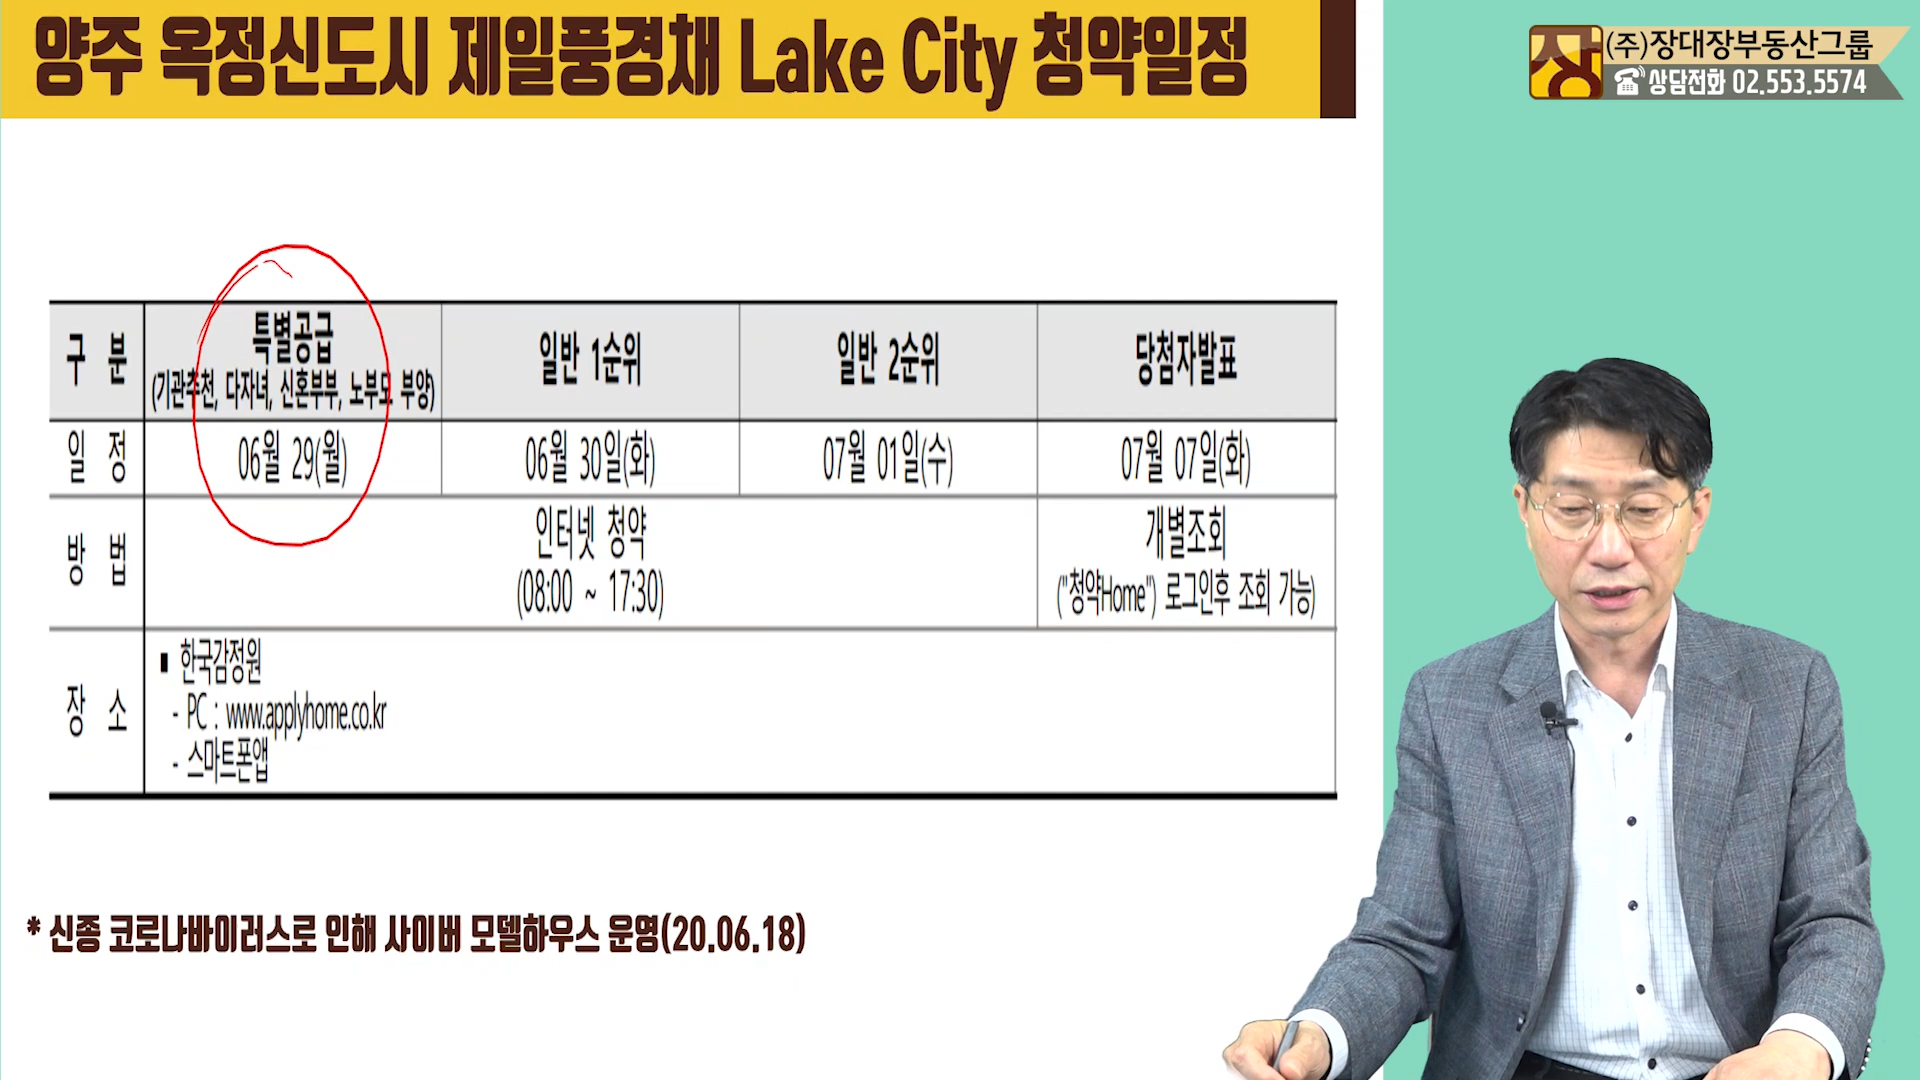 양주 옥정신도시 제일풍경채 Lake City 청약일정
장
(주)장대장부동산그룹
상담전화 02.553.5574
구 분
특별공급
(기관추천, 다자녀, 신혼부부, 노부모 부양)
일반 1순위
일반 2순위
당첨자발표
일 정
06월 29(월)
06월 30일(화)
07월 01일(수)
07월 07일(화)
방 법
인터넷 청약
(08:00 ~ 17:30)
개별조회
("청약Home") 로그인후 조회 가능)
장 소
▪ 한국감정원
- PC : www.applyhome.co.kr
- 스마트폰앱
* 신종 코로나바이러스로 인해 사이버 모델하우스 운영(20.06.18)